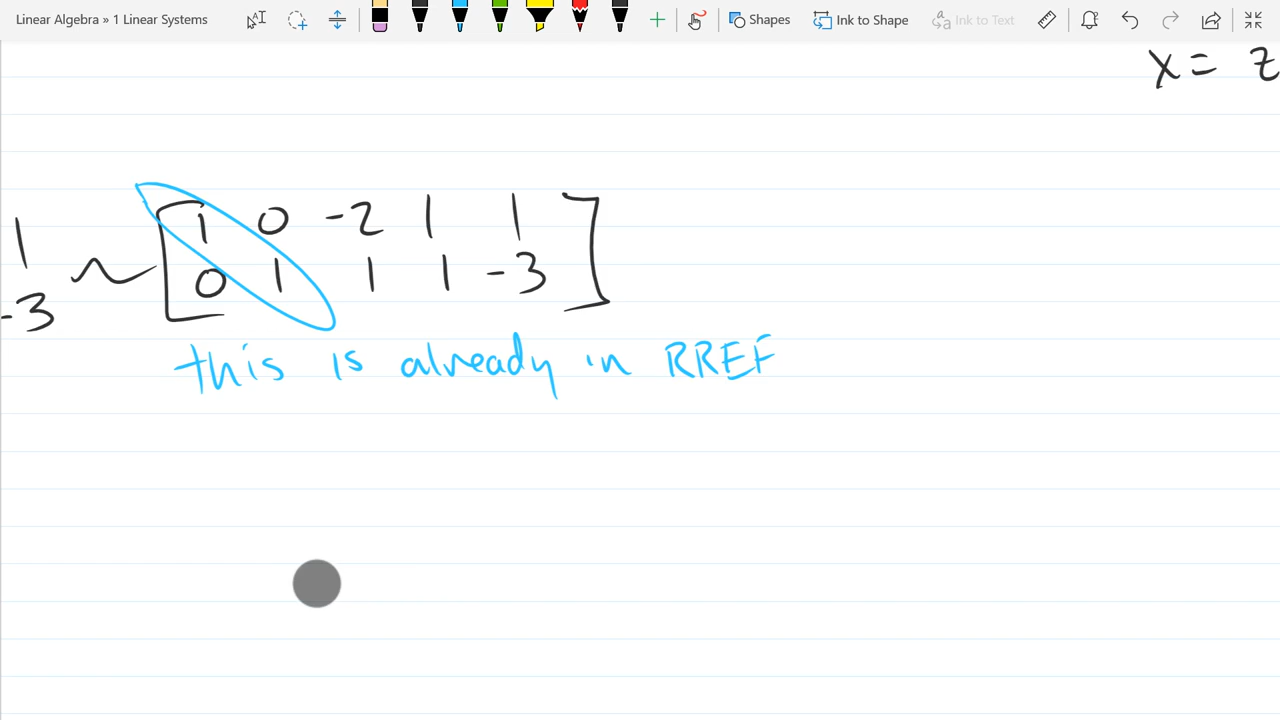 Linear Algebra » 1 Linear Systems
Shapes
Ink to Shape
Ink to Text
x = z
1 ~ [ 1 0 -2 1 1 ]
-3 [ 0 1 1 1 -3 ]
this is already in RREF